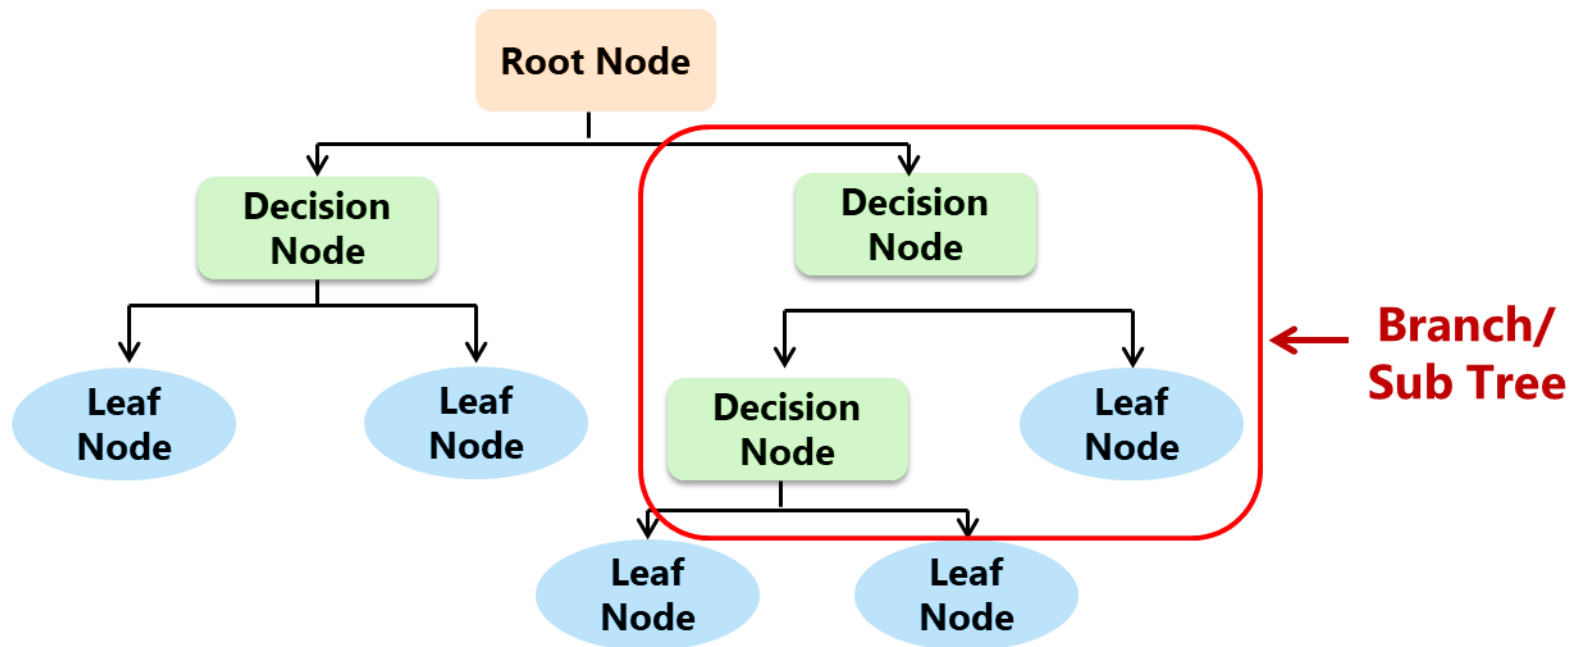 Root Node
Decision
Node
Decision
Node
Branch/
Sub Tree
Leaf
Node
Leaf
Node
Decision
Node
Leaf
Node
Leaf
Node
Leaf
Node